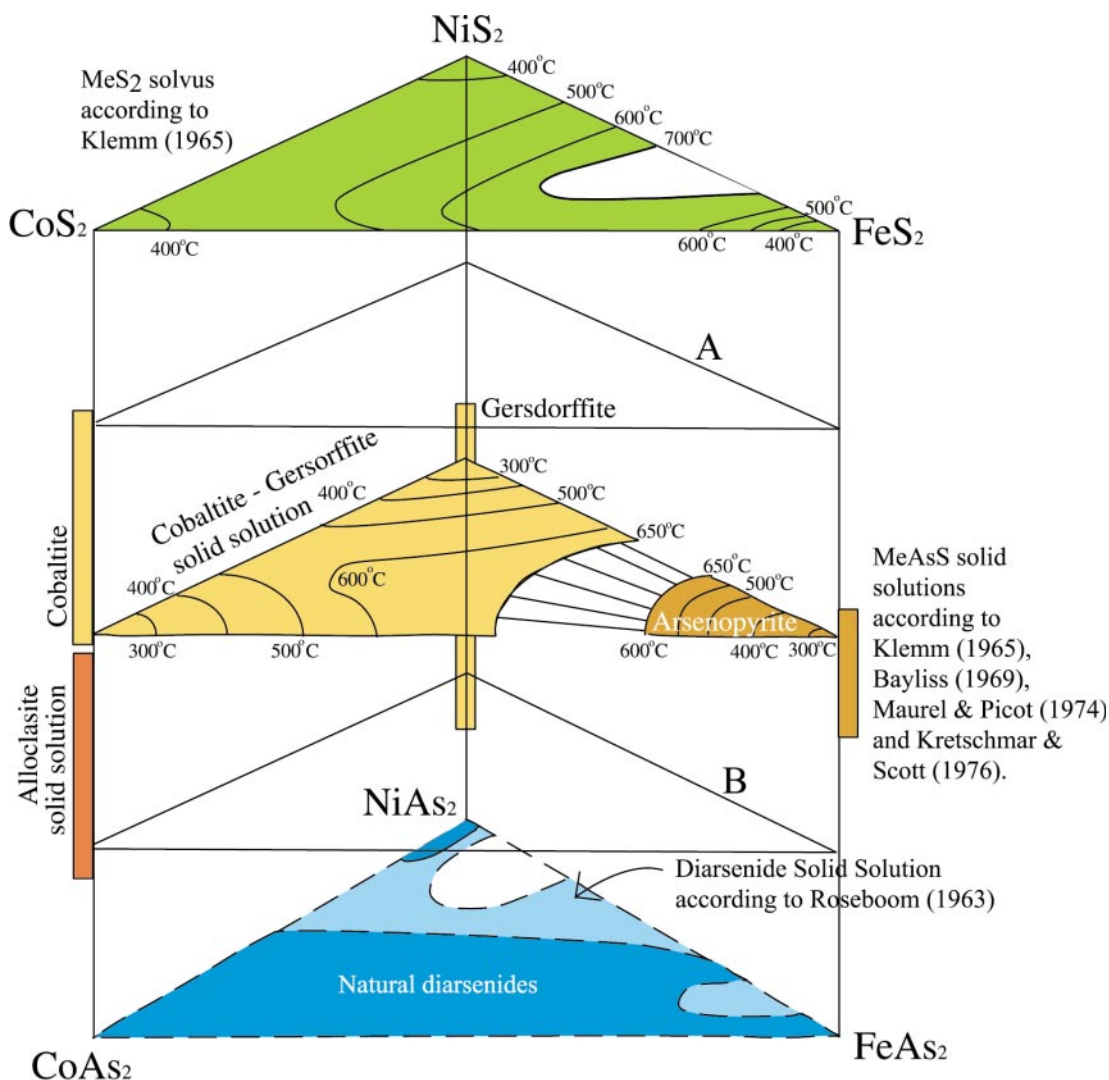 NiS2
MeS2 solvus
according to
Klemm (1965)
400°C
500°C
600°C
700°C
CoS2
400°C
500°C
600°C
400°C
FeS2
A
Gersdorffite
Cobaltite - Gersorffite
solid solution
300°C
400°C
500°C
650°C
Cobaltite
400°C
600°C
650°C
500°C
Arsenopyrite
300°C
500°C
600°C
400°C
300°C
MeAsS solid
solutions
according to
Klemm (1965),
Bayliss (1969),
Maurel & Picot (1974)
and Kretschmar &
Scott (1976).
Alloclasite
solid solution
B
NiAs2
Diarsenide Solid Solution
according to Roseboom (1963)
Natural diarsenides
CoAs2
FeAs2